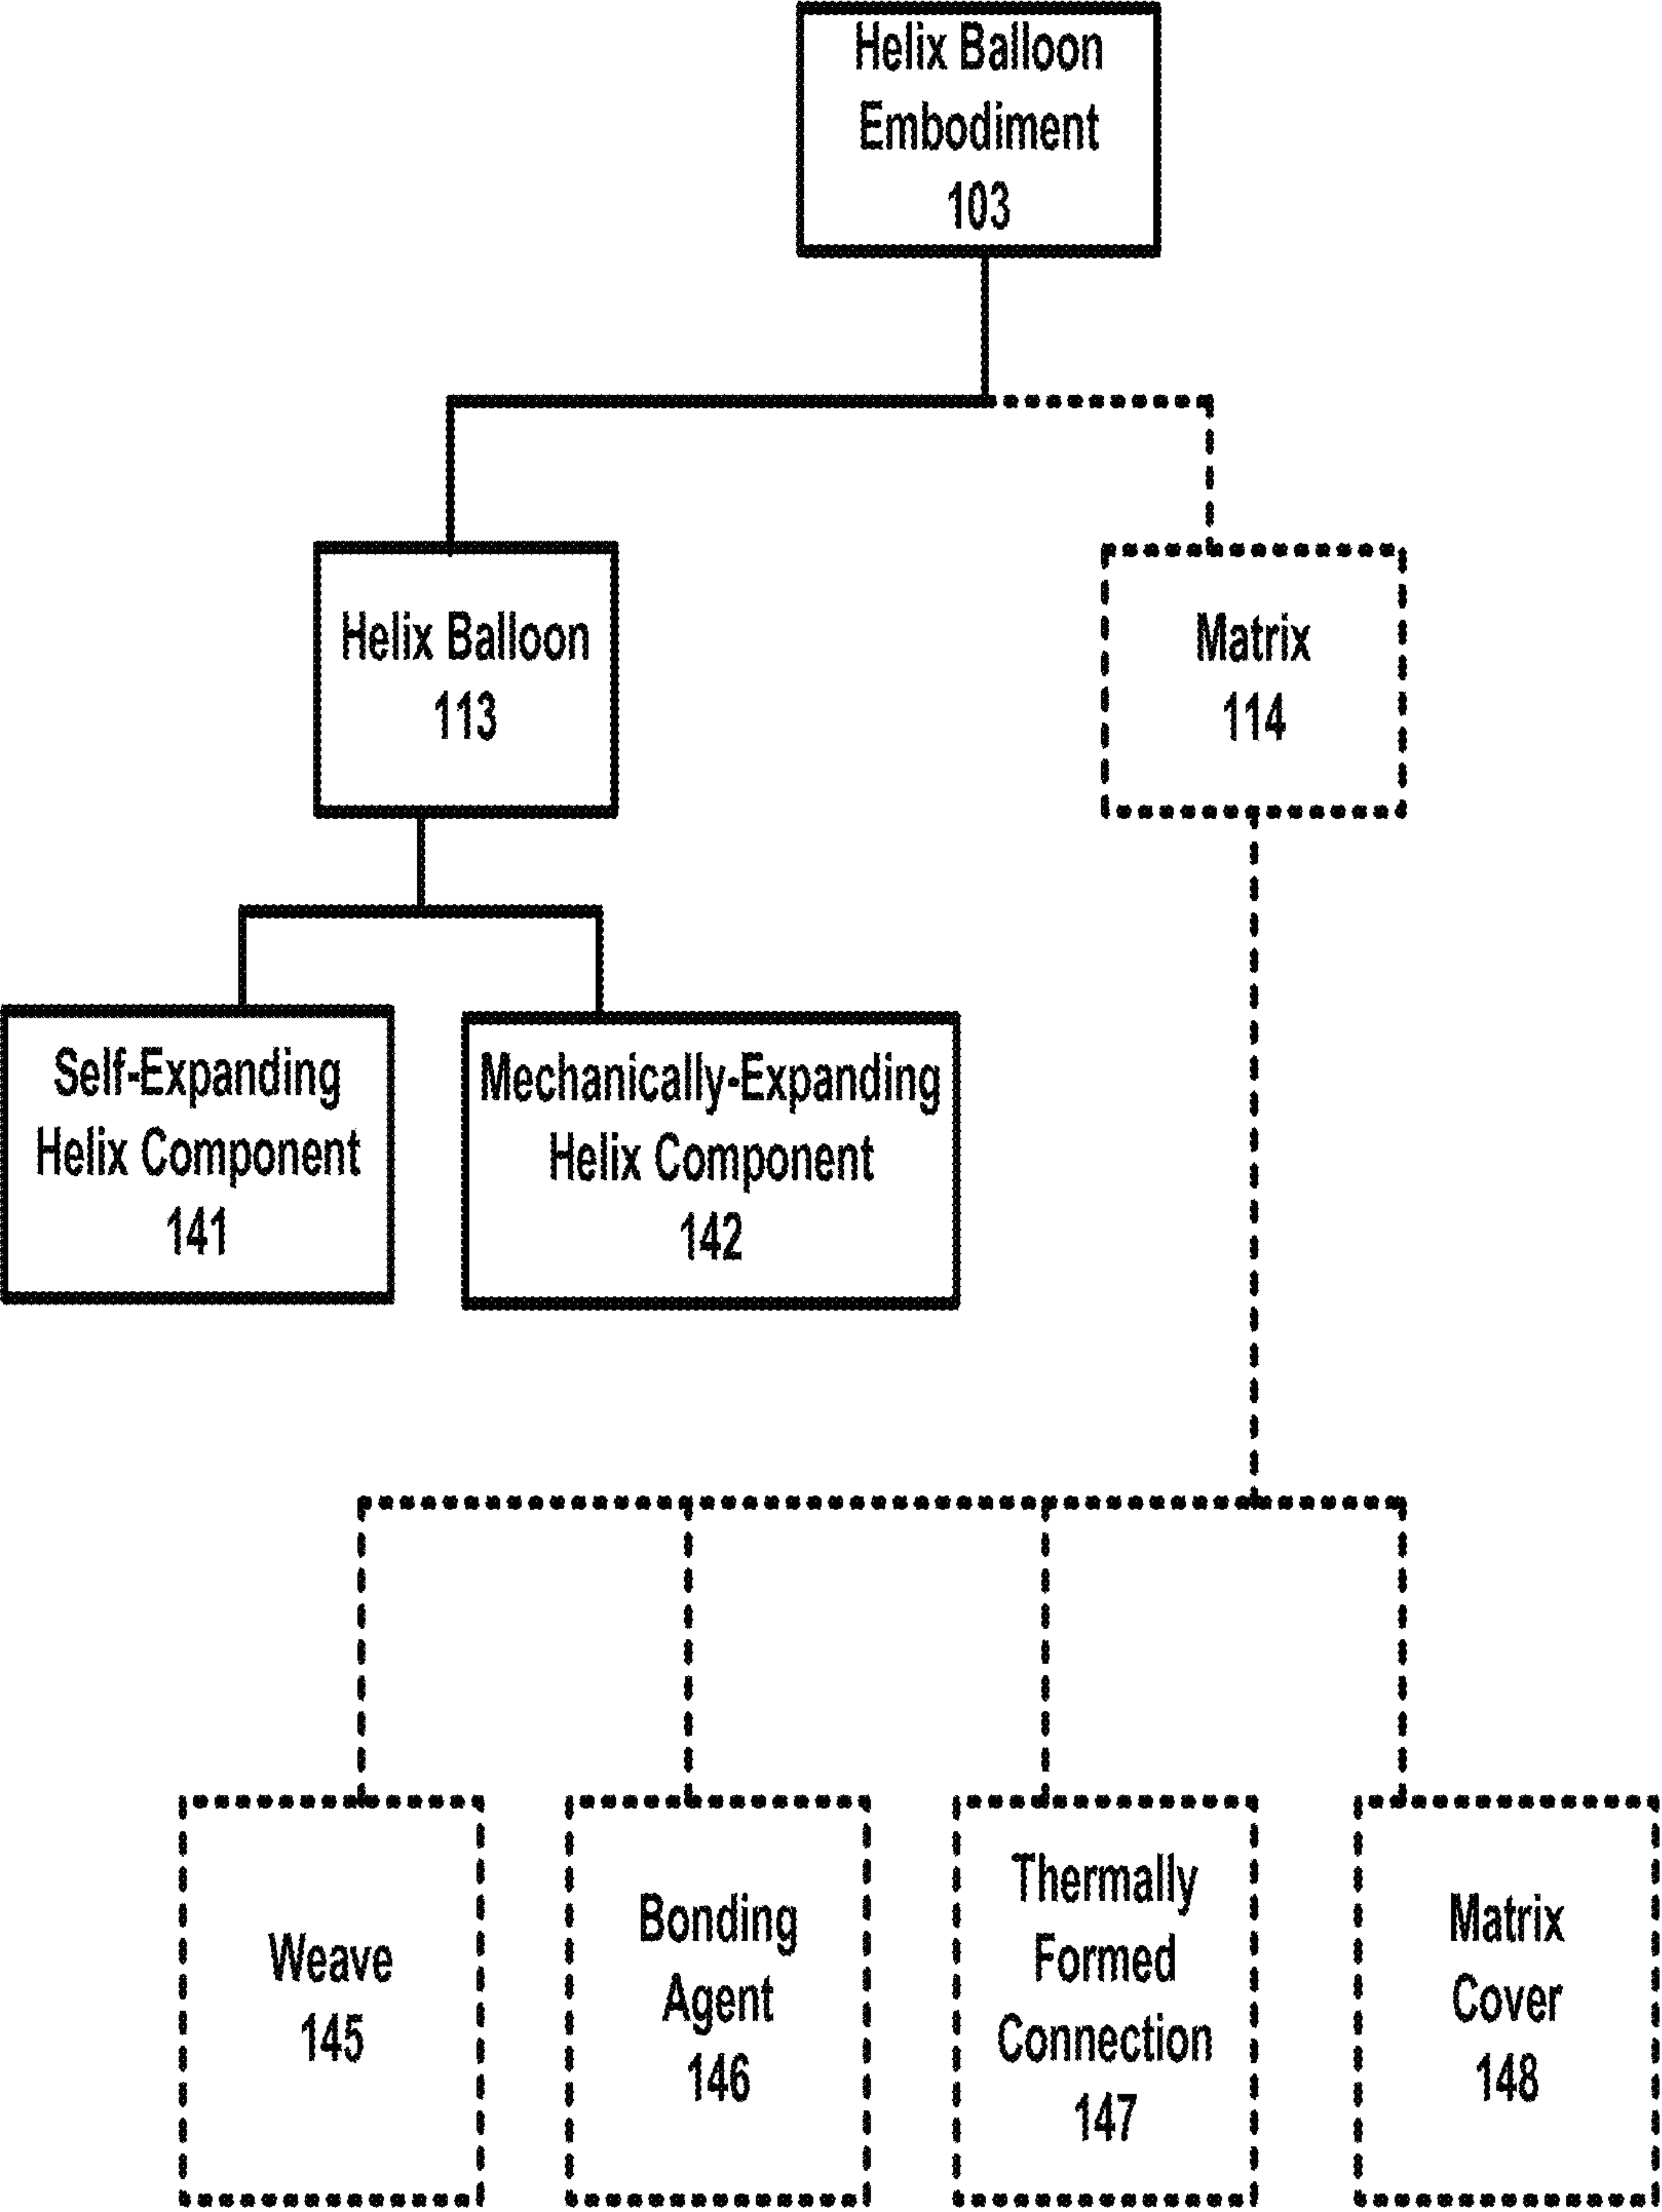 Helix Balloon
Embodiment
103
Helix Balloon
113
Matrix
114
Self-Expanding
Helix Component
141
Mechanically-Expanding
Helix Component
142
Weave
145
Bonding
Agent
146
Thermally
Formed
Connection
147
Matrix
Cover
148